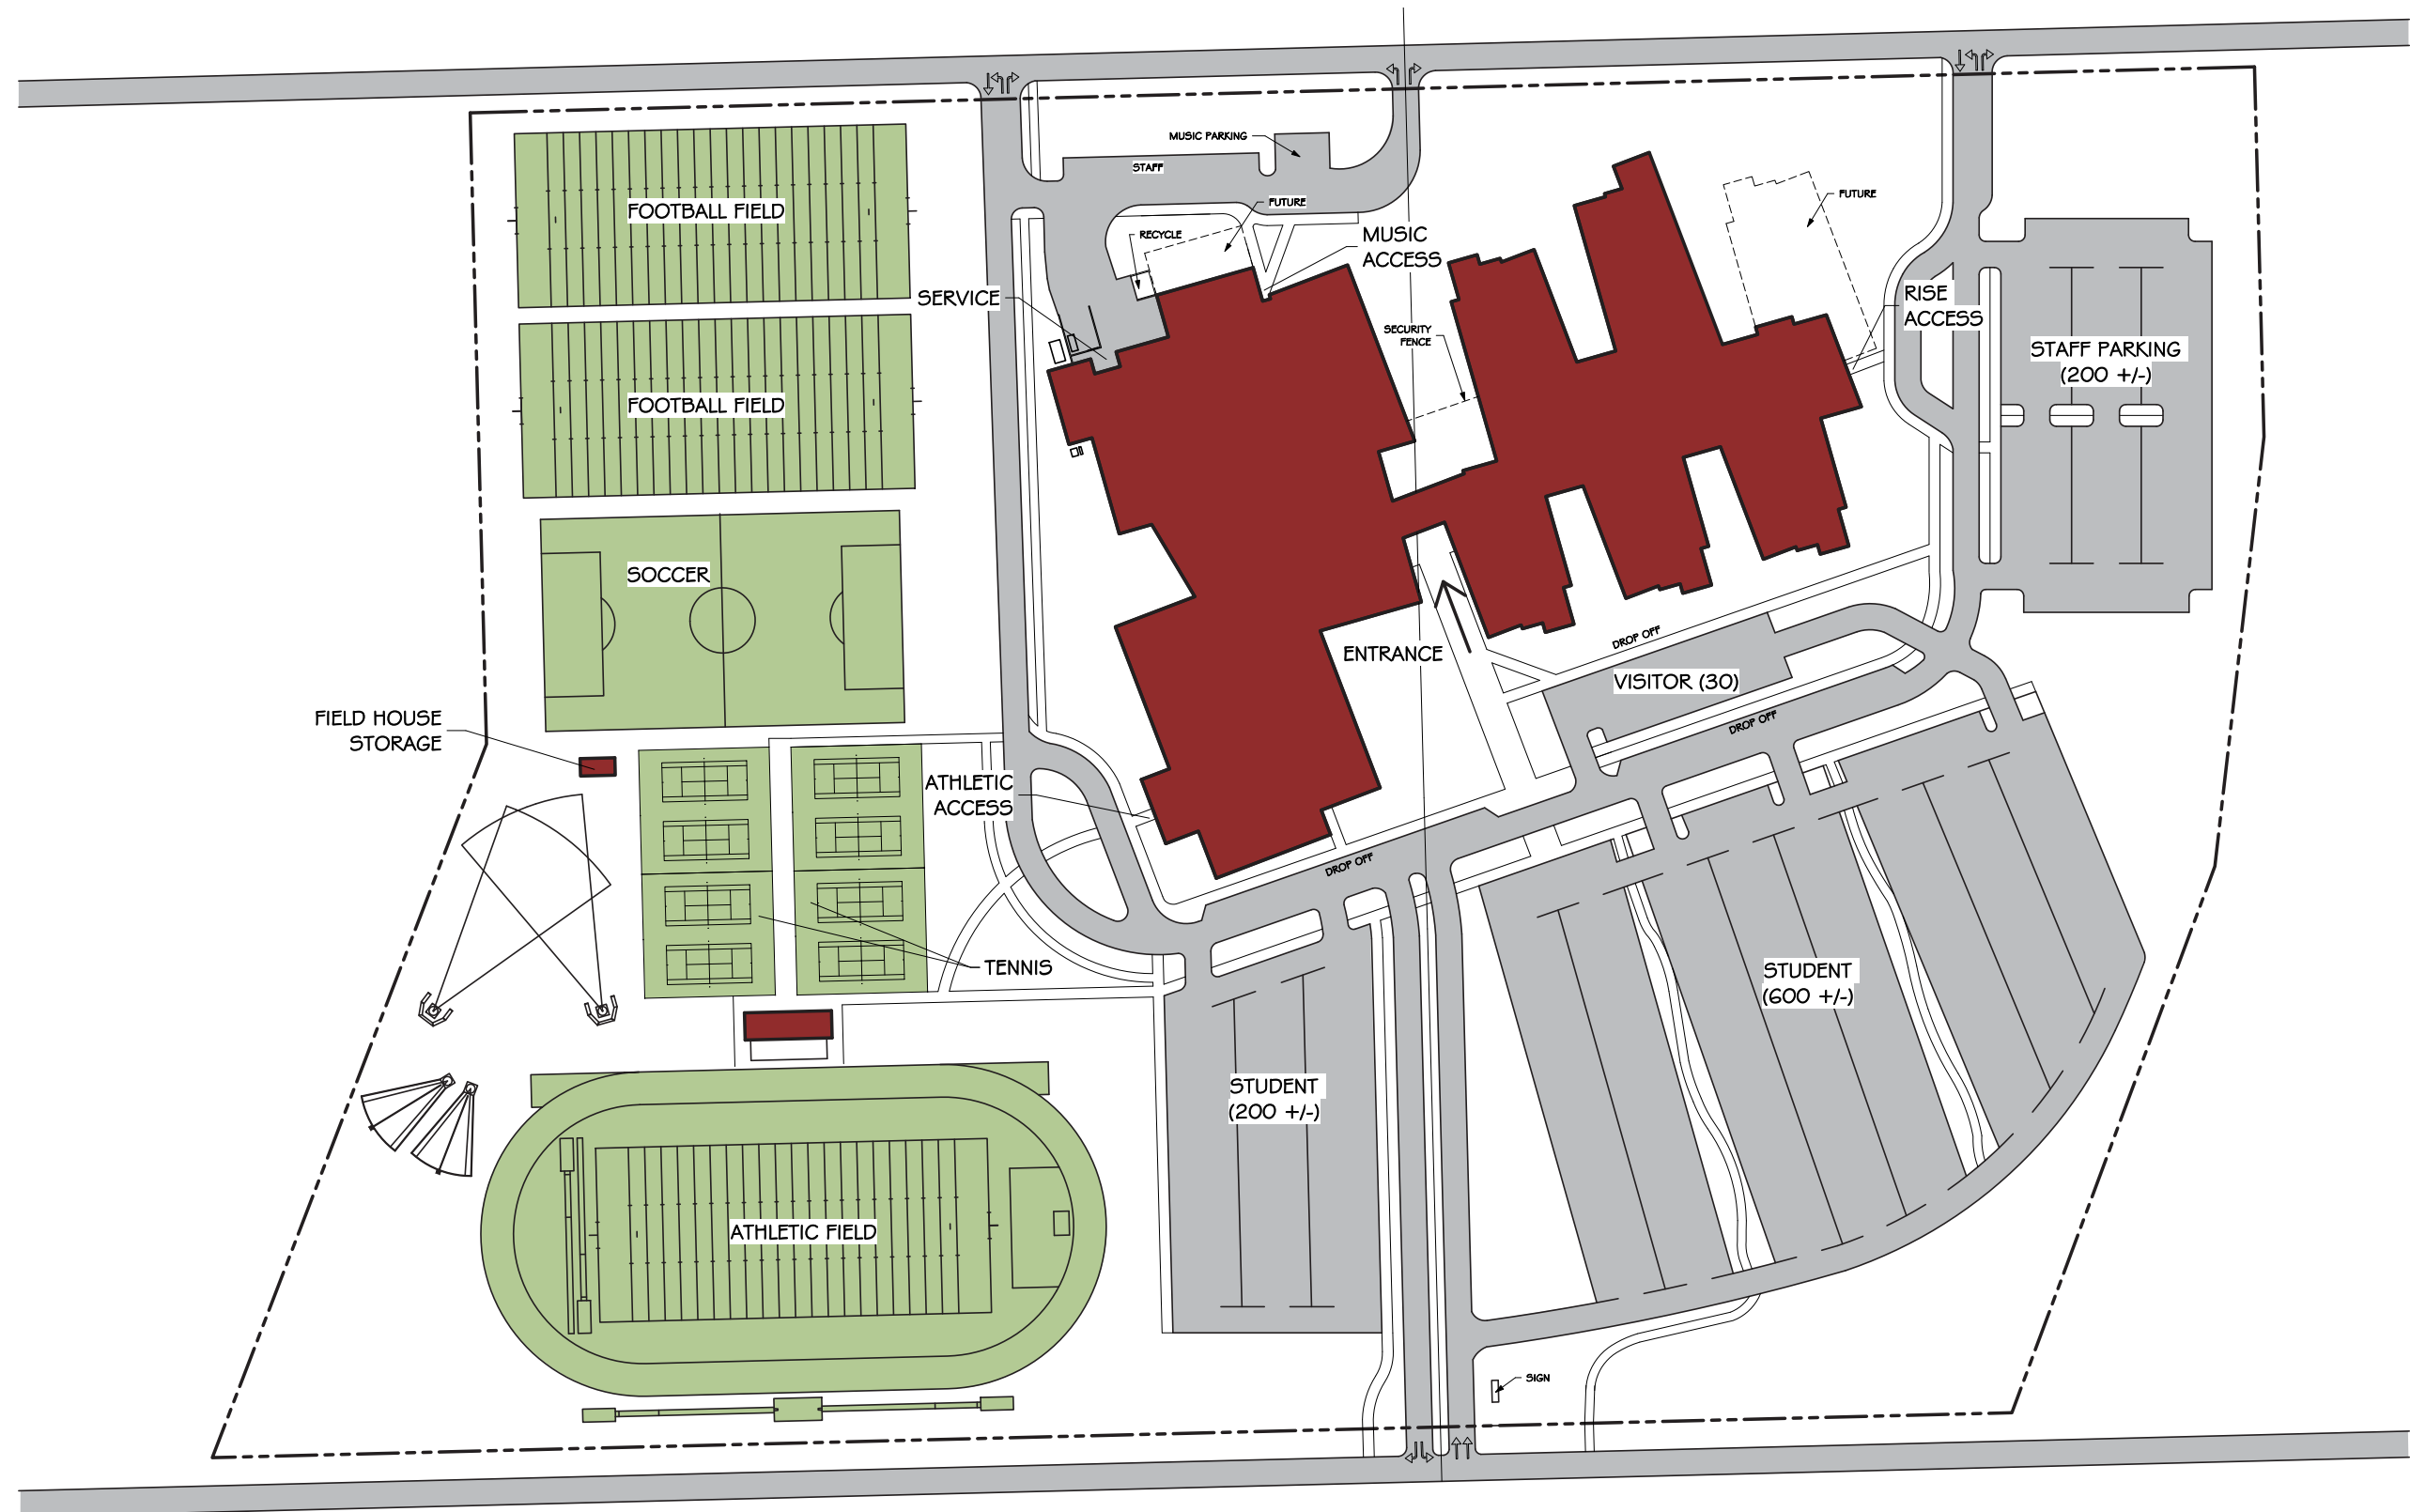 MUSIC PARKING
STAFF
FOOTBALL FIELD
FUTURE
FUTURE
RECYCLE
MUSIC
ACCESS
SERVICE
RISE
ACCESS
SECURITY
FENCE
STAFF PARKING
(200 +/-)
FOOTBALL FIELD
SOCCER
DROP OFF
ENTRANCE
VISITOR (30)
FIELD HOUSE
STORAGE
DROP OFF
ATHLETIC
ACCESS
DROP OFF
TENNIS
STUDENT
(600 +/-)
STUDENT
(200 +/-)
ATHLETIC FIELD
SIGN